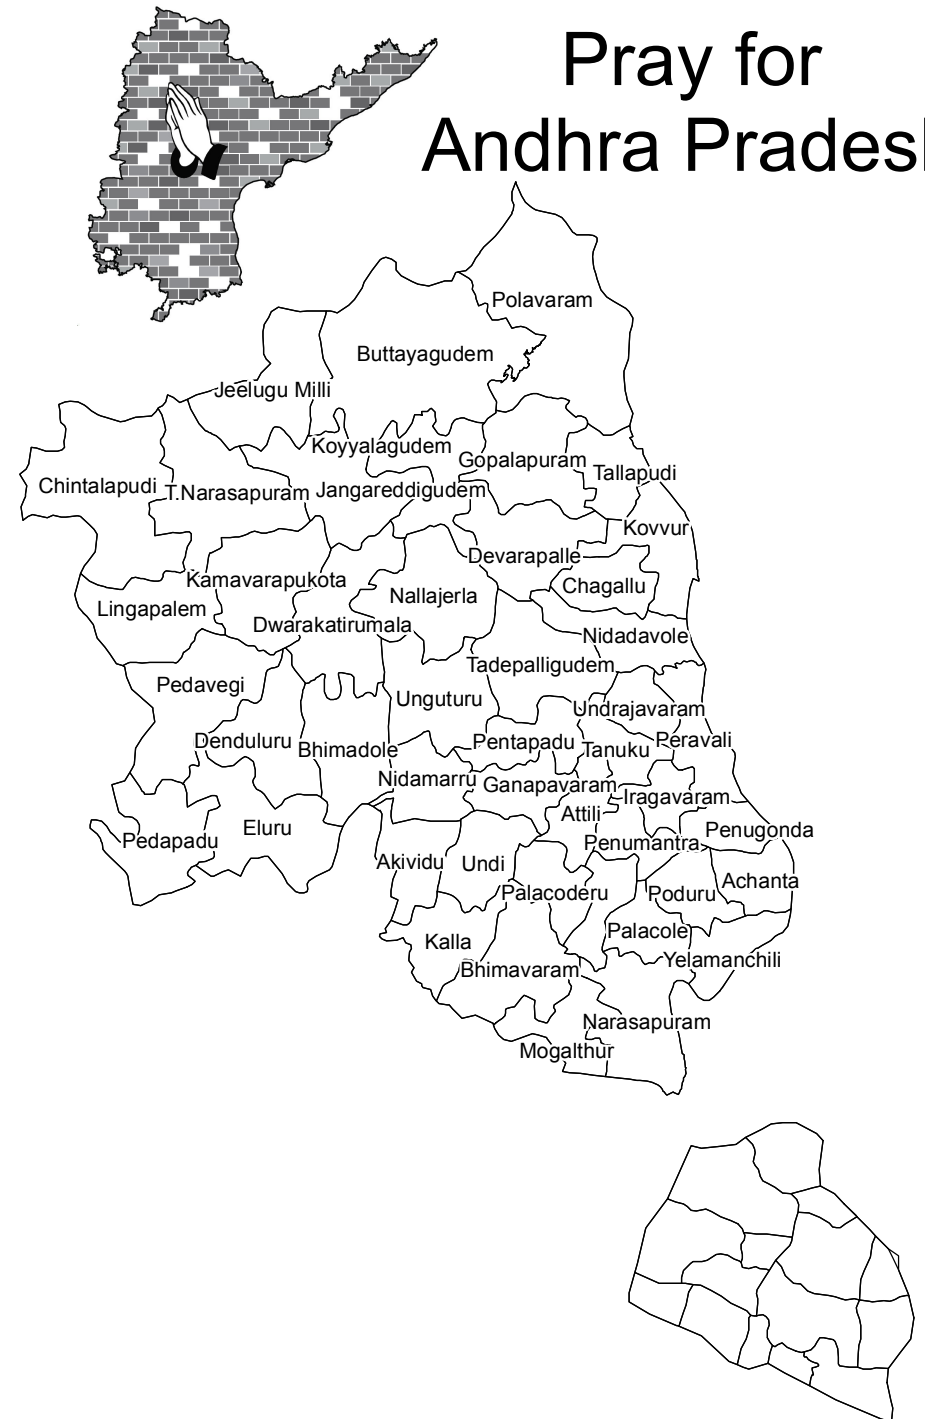 Pray for
Andhra Pradesh
Polavaram
Buttayagudem
Jeelugu Milli
Koyyalagudem
Gopalapuram
Tallapudi
Chintalapudi
T.Narasapuram
Jangareddigudem
Kovvur
Devarapalle
Kamavarapukota
Chagallu
Nallajerla
Lingapalem
Dwarakatirumala
Nidadavole
Tadepalligudem
Pedavegi
Unguturu
Undrajavaram
Denduluru
Bhimadole
Pentapadu
Tanuku
Peravali
Nidamarru
Ganapavaram
Iragavaram
Attili
Eluru
Pedapadu
Penugonda
Penumantra
Akividu
Undi
Achanta
Palacoderu
Poduru
Palacole
Kalla
Yelamanchili
Bhimavaram
Narasapuram
Mogalthur